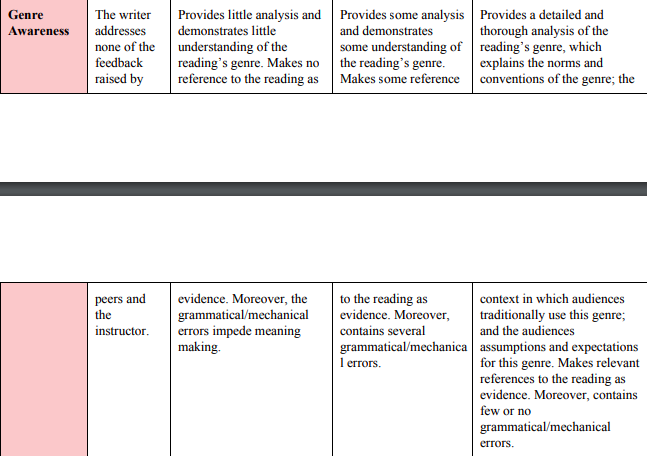 Genre
Awareness
The writer
addresses
none of the
feedback
raised by
Provides little analysis and
demonstrates little
understanding of the
reading’s genre. Makes no
reference to the reading as
Provides some analysis
and demonstrates
some understanding of
the reading’s genre.
Makes some reference
Provides a detailed and
thorough analysis of the
reading’s genre, which
explains the norms and
conventions of the genre; the
peers and
the
instructor.
evidence. Moreover, the
grammatical/mechanical
errors impede meaning
making.
to the reading as
evidence. Moreover,
contains several
grammatical/mechanica
l errors.
context in which audiences
traditionally use this genre;
and the audiences
assumptions and expectations
for this genre. Makes relevant
references to the reading as
evidence. Moreover, contains
few or no
grammatical/mechanical
errors.